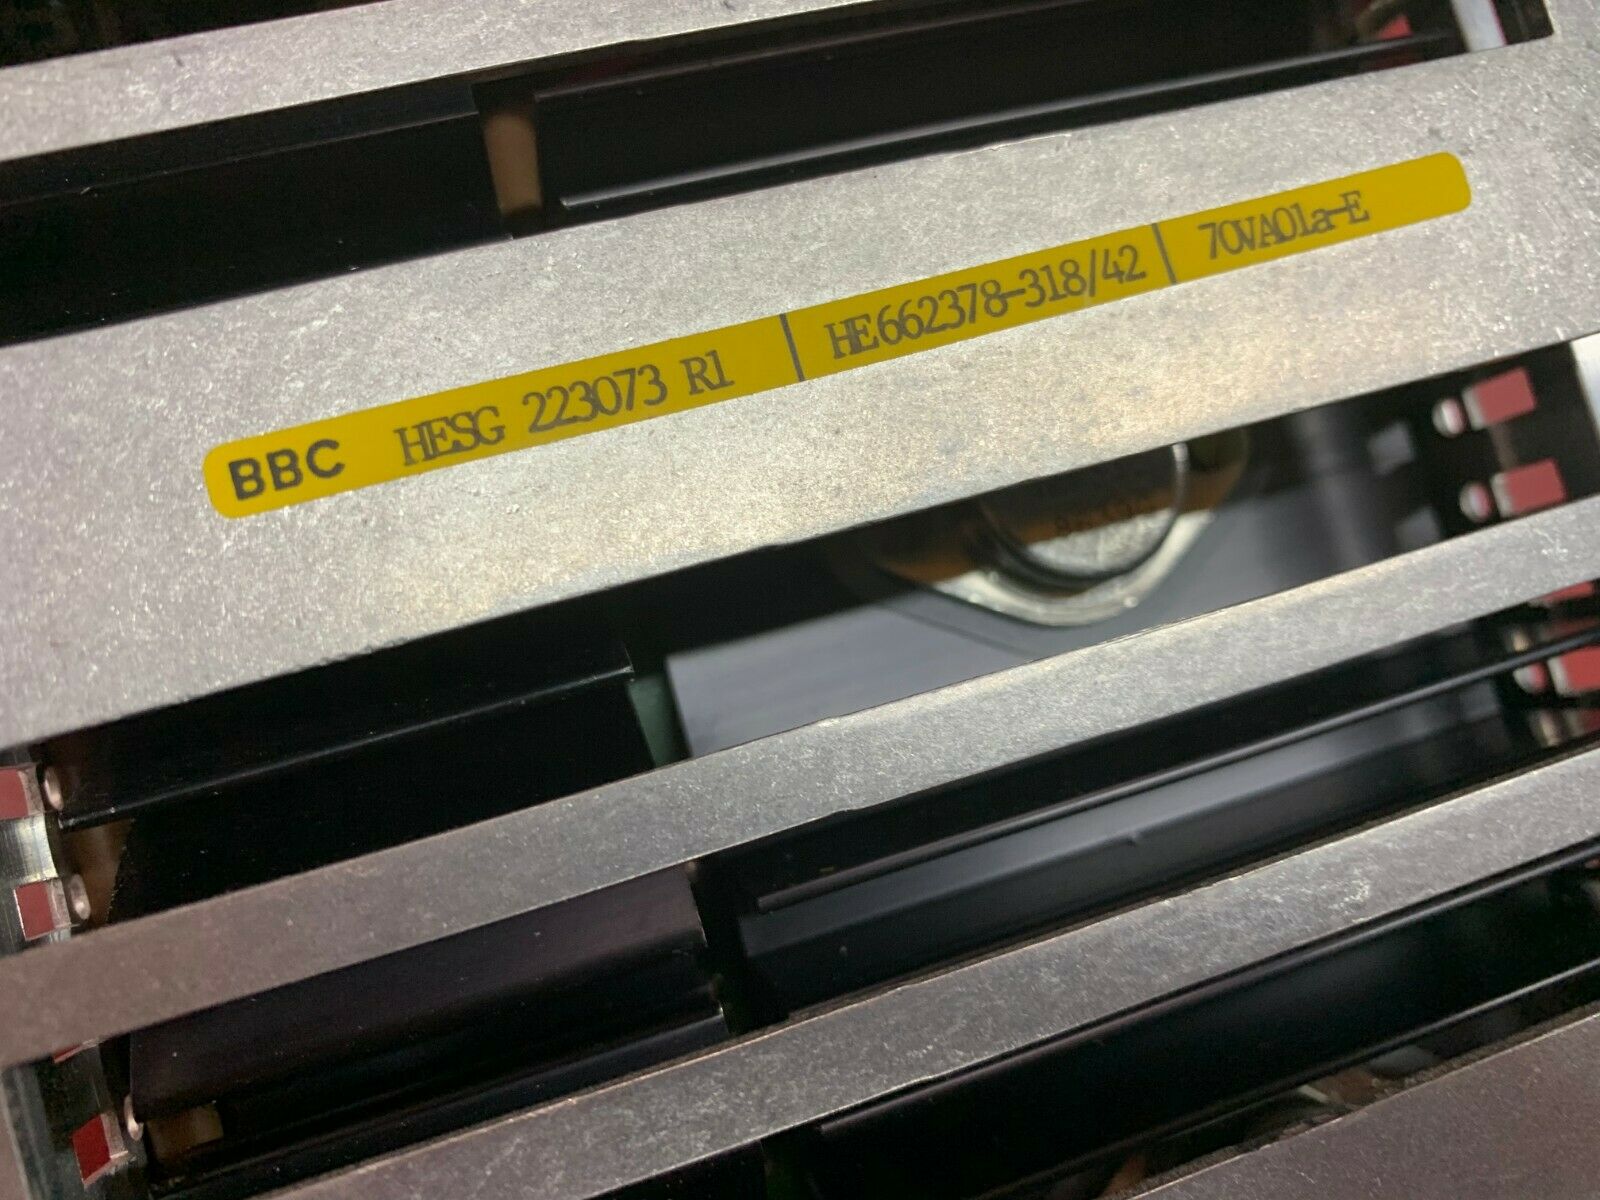 BBC HESG 223073 R1 | HE662378-318/42 | 70VA01a-E